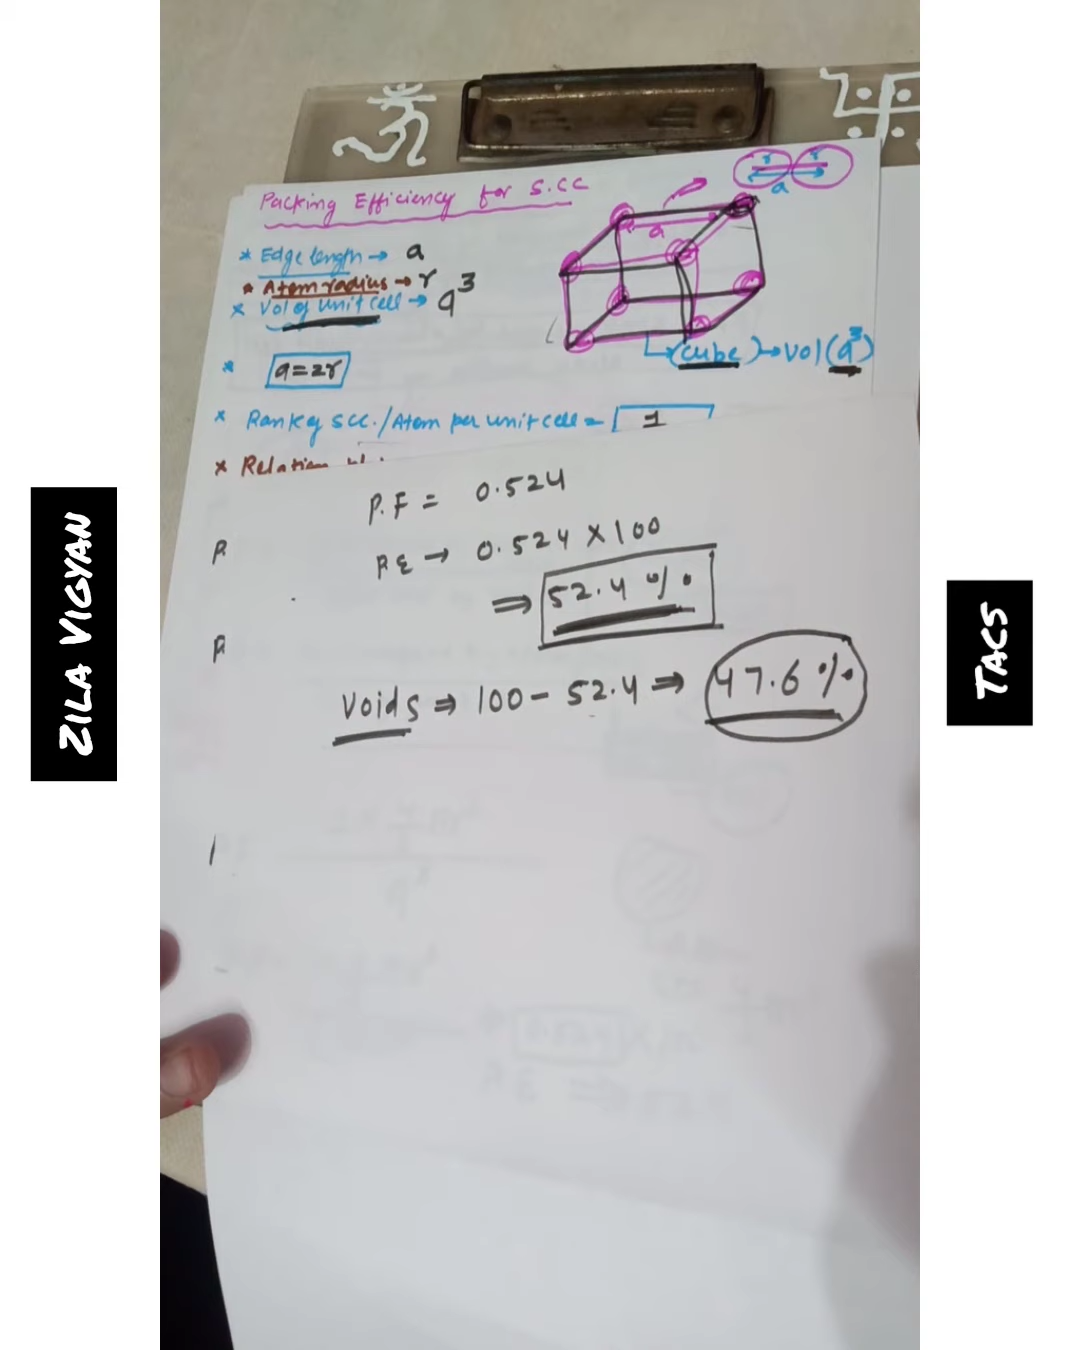 ॐ
Packing Efficiency for S.CC
r r
a
a
* Edge length → a
* Atom radius → r
* Vol of unit cell → a³
(cube) → Vol (a³)
* a=2r
* Rank of scc./Atom per unit cell = 1
* Relation
P.F = 0.524
P.E → 0.524 × 100
⇒ 52.4 %
Voids ⇒ 100 - 52.4 ⇒ 47.6 %
ZILA VIGYAN
TACS